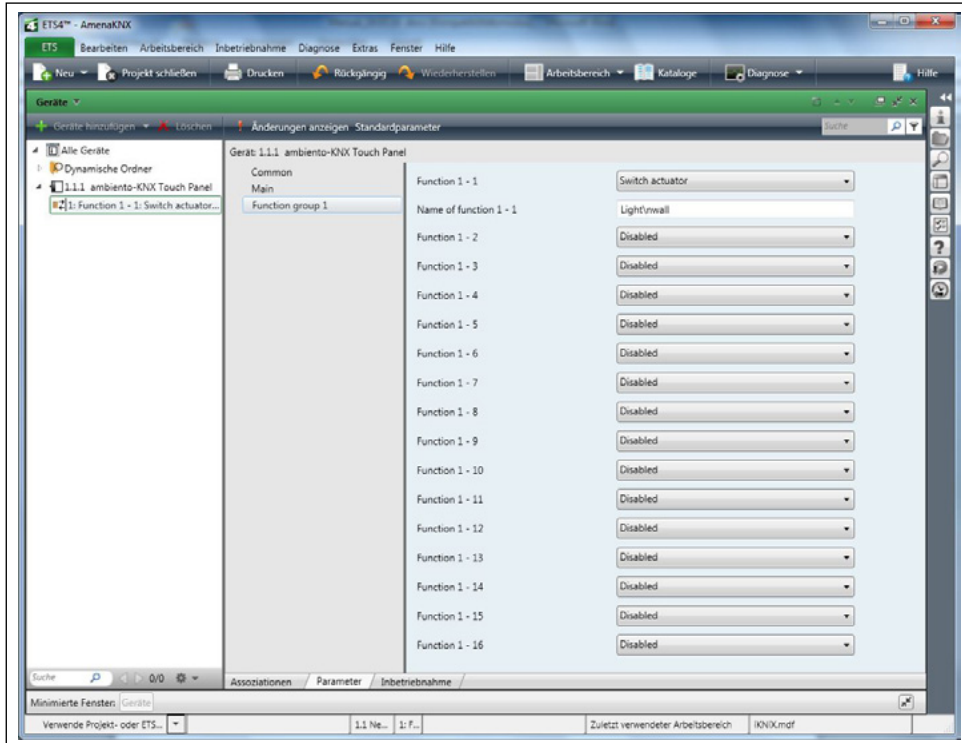 ETS4™ - AmenaKNX
ETS Bearbeiten Arbeitsbereich Inbetriebnahme Diagnose Extras Fenster Hilfe
Neu Projekt schließen Drucken Rückgängig Wiederherstellen Arbeitsbereich Kataloge Diagnose Hilfe
Geräte
Geräte hinzufügen Löschen Änderungen anzeigen Standardparameter Suche
Alle Geräte
Dynamische Ordner
1.1.1 ambiento-KNX Touch Panel
1: Function 1 - 1: Switch actuator...
Gerät: 1.1.1 ambiento-KNX Touch Panel
Common
Main
Function group 1
Function 1 - 1 Switch actuator
Name of function 1 - 1 Light\nwall
Function 1 - 2 Disabled
Function 1 - 3 Disabled
Function 1 - 4 Disabled
Function 1 - 5 Disabled
Function 1 - 6 Disabled
Function 1 - 7 Disabled
Function 1 - 8 Disabled
Function 1 - 9 Disabled
Function 1 - 10 Disabled
Function 1 - 11 Disabled
Function 1 - 12 Disabled
Function 1 - 13 Disabled
Function 1 - 14 Disabled
Function 1 - 15 Disabled
Function 1 - 16 Disabled
Suche 0/0
Assoziationen Parameter Inbetriebnahme
Minimierte Fenster: Geräte
Verwende Projekt- oder ETS... 1.1 Ne... 1: F... Zuletzt verwendeter Arbeitsbereich IKNIX.mdf